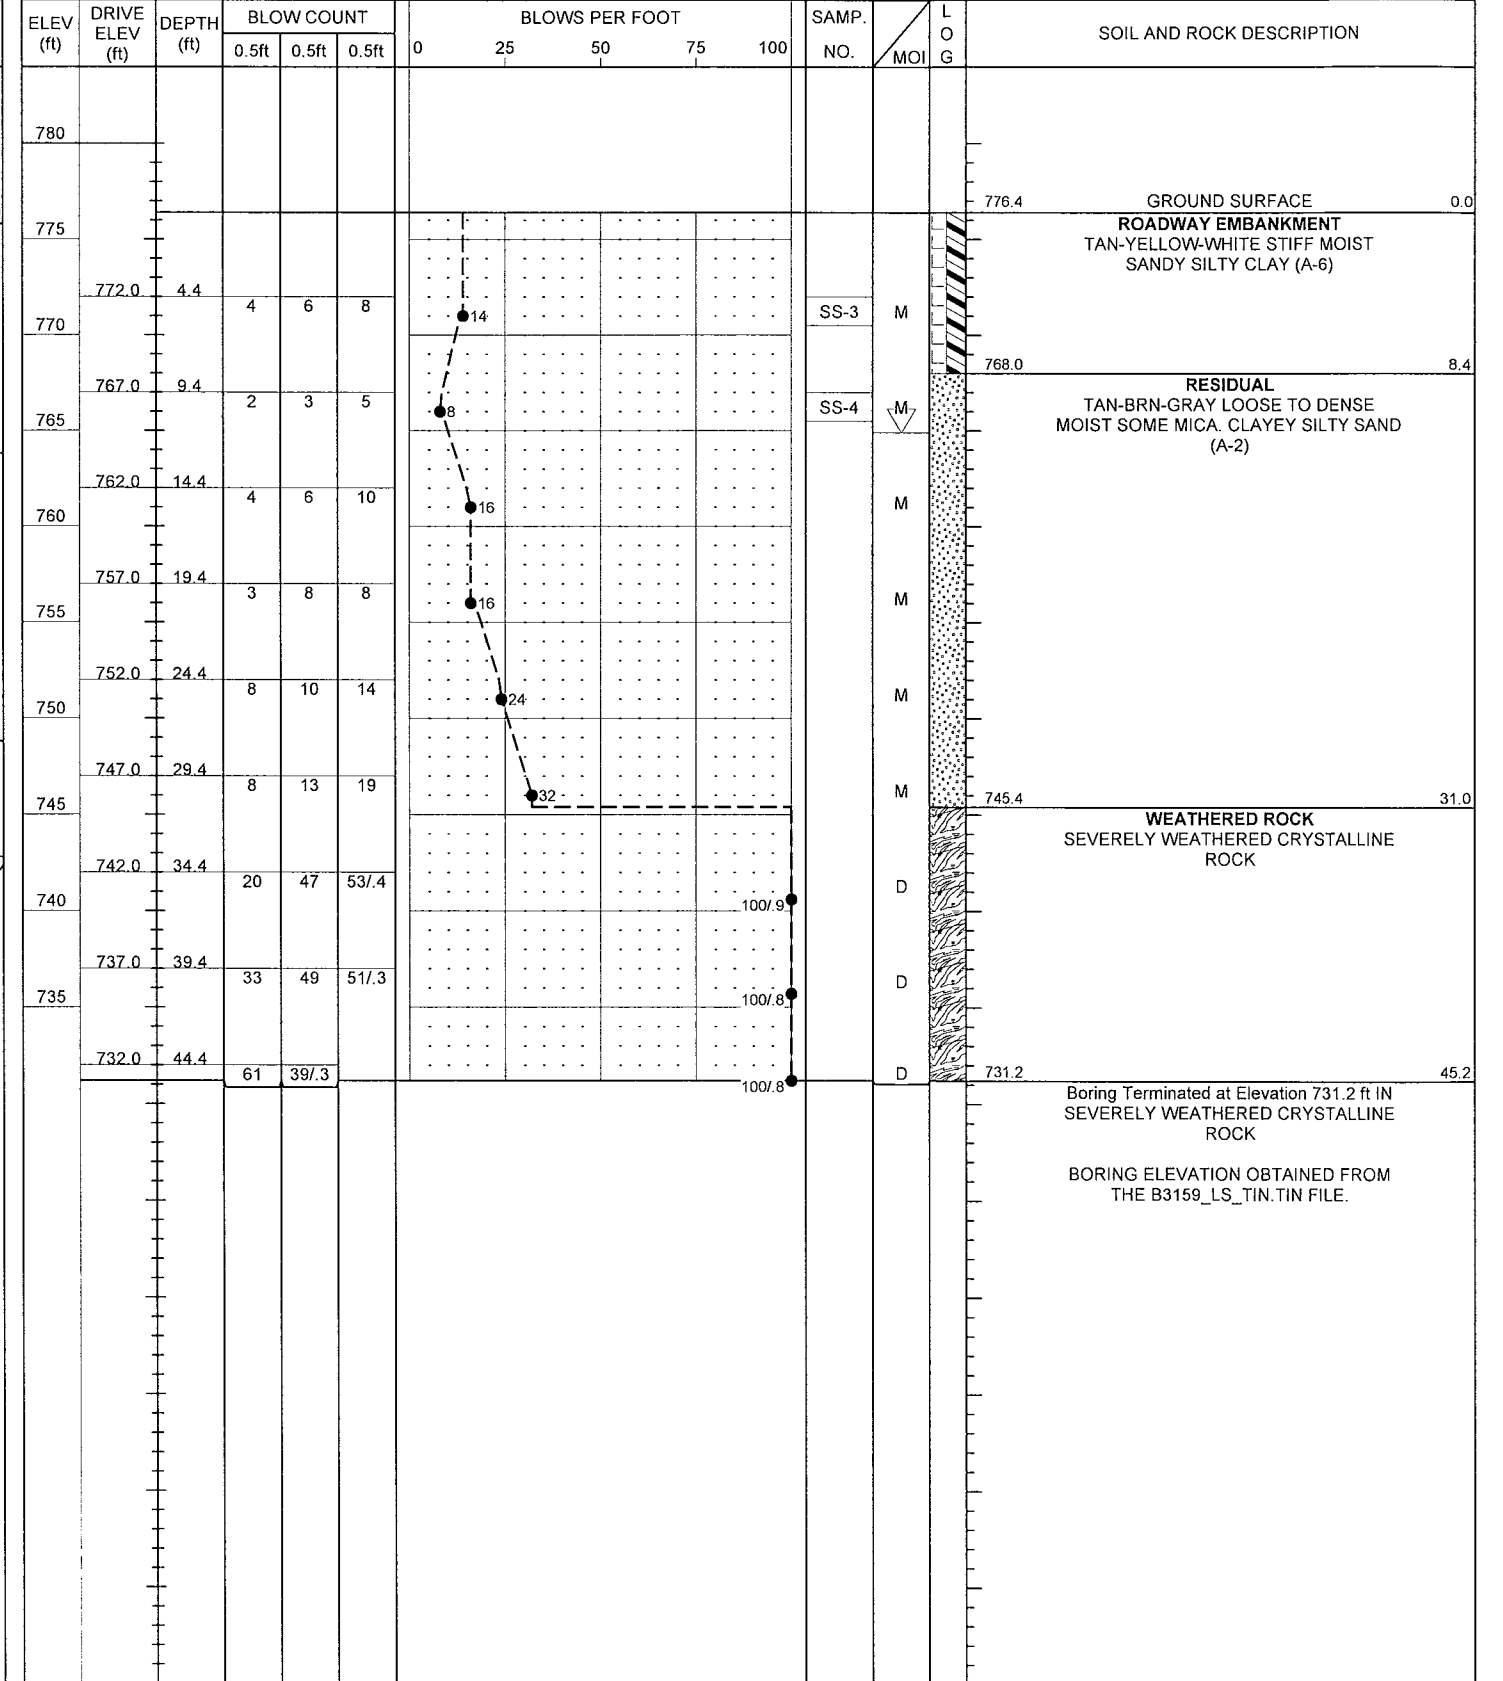 ELEV (ft) DRIVE ELEV (ft) DEPTH (ft) BLOW COUNT BLOWS PER FOOT SAMP. NO. MOI L O G SOIL AND ROCK DESCRIPTION
0.5ft 0.5ft 0.5ft 0 25 50 75 100
780
776.4 GROUND SURFACE 0.0
775 ROADWAY EMBANKMENT
TAN-YELLOW-WHITE STIFF MOIST
SANDY SILTY CLAY (A-6)
772.0 4.4
4 6 8 14 SS-3 M
770
768.0 8.4
767.0 9.4 RESIDUAL
2 3 5 8 SS-4 M TAN-BRN-GRAY LOOSE TO DENSE
765 MOIST SOME MICA. CLAYEY SILTY SAND
(A-2)
762.0 14.4
4 6 10 16 M
760
757.0 19.4
3 8 8 16 M
755
752.0 24.4
8 10 14 24 M
750
747.0 29.4
8 13 19 32 M
745 745.4 31.0
WEATHERED ROCK
SEVERELY WEATHERED CRYSTALLINE
ROCK
742.0 34.4
20 47 53/.4 D
740 100/.9
737.0 39.4
33 49 51/.3 D
735 100/.8
732.0 44.4
61 39/.3 100/.8 D 731.2 45.2
Boring Terminated at Elevation 731.2 ft IN
SEVERELY WEATHERED CRYSTALLINE
ROCK
BORING ELEVATION OBTAINED FROM
THE B3159_LS_TIN.TIN FILE.